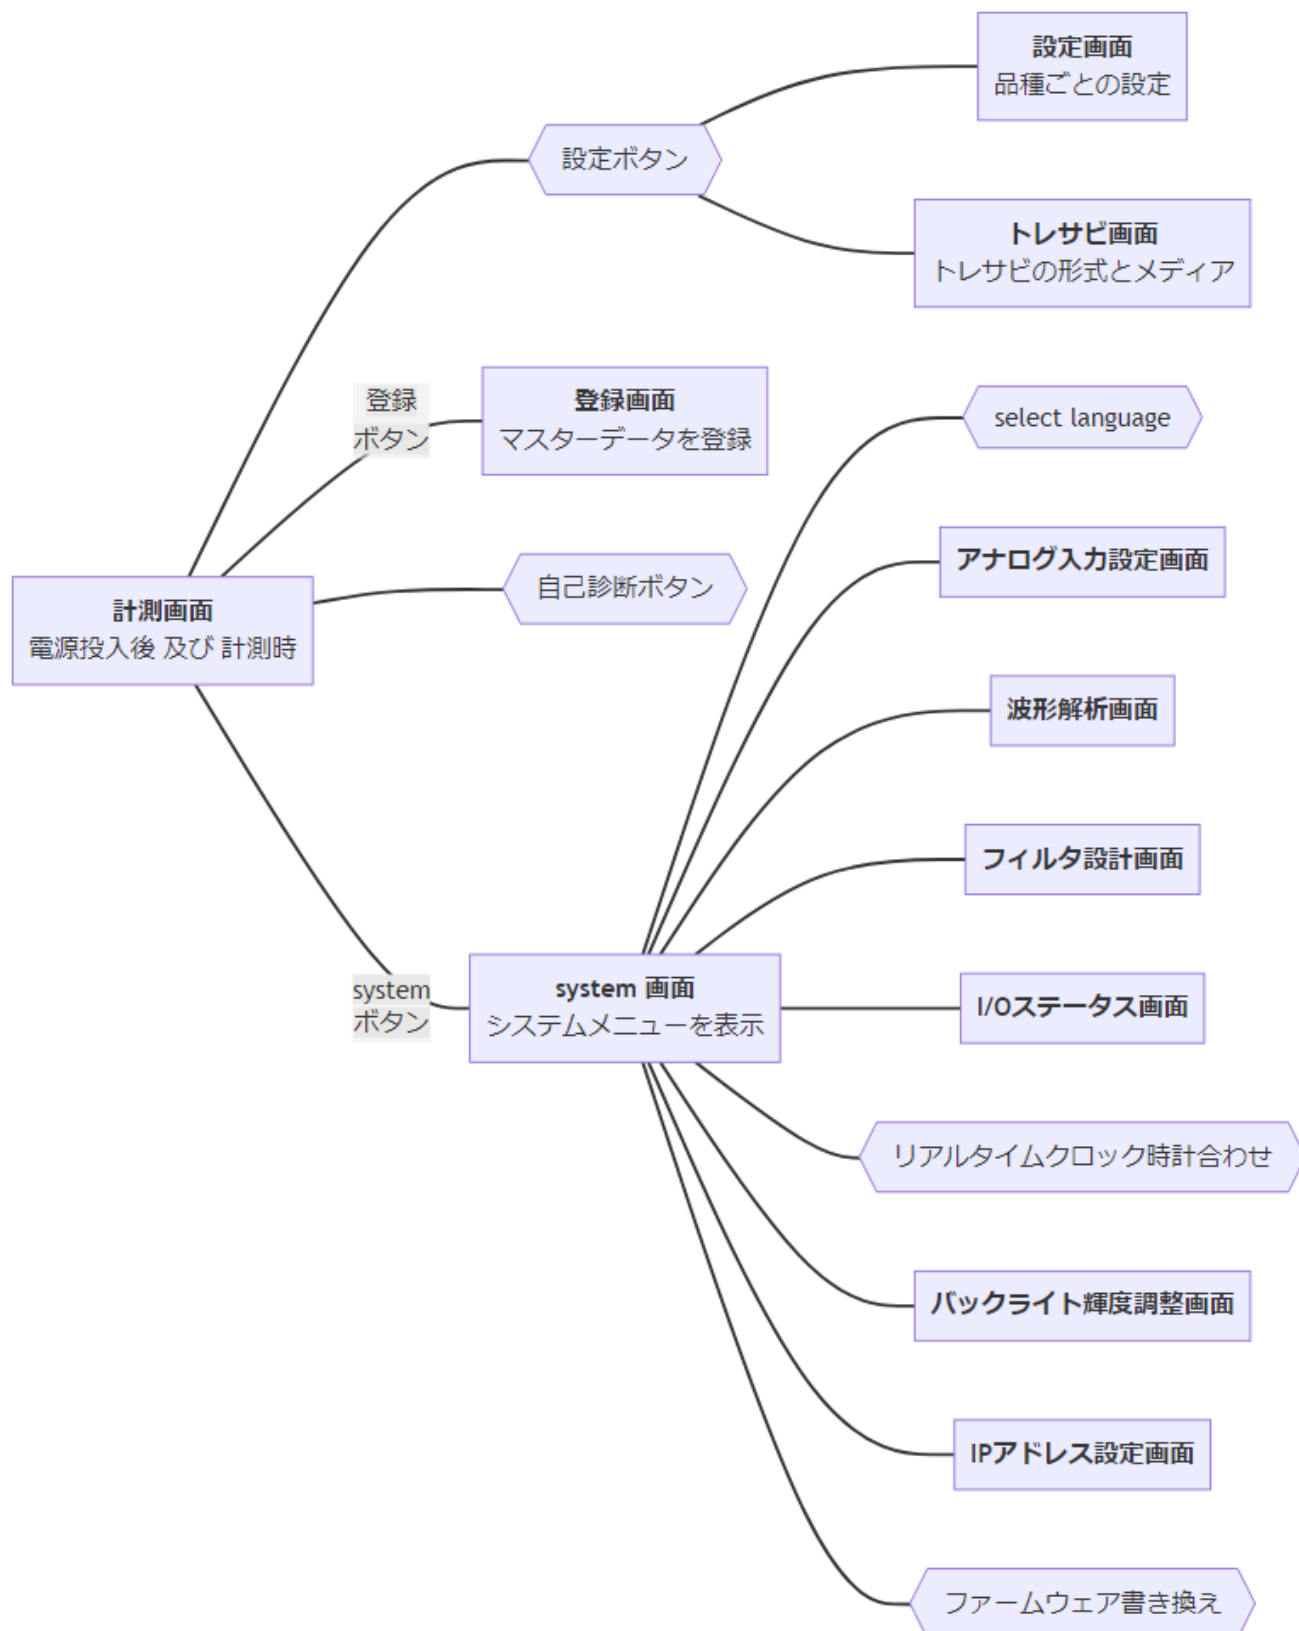 設定画面
品種ごとの設定
設定ボタン
トレサビ画面
トレサビの形式とメディア
登録
ボタン
登録画面
マスターデータを登録
select language
アナログ入力設定画面
自己診断ボタン
計測画面
電源投入後 及び 計測時
波形解析画面
フィルタ設計画面
system
ボタン
system 画面
システムメニューを表示
I/Oステータス画面
リアルタイムクロック時計合わせ
バックライト輝度調整画面
IPアドレス設定画面
ファームウェア書き換え